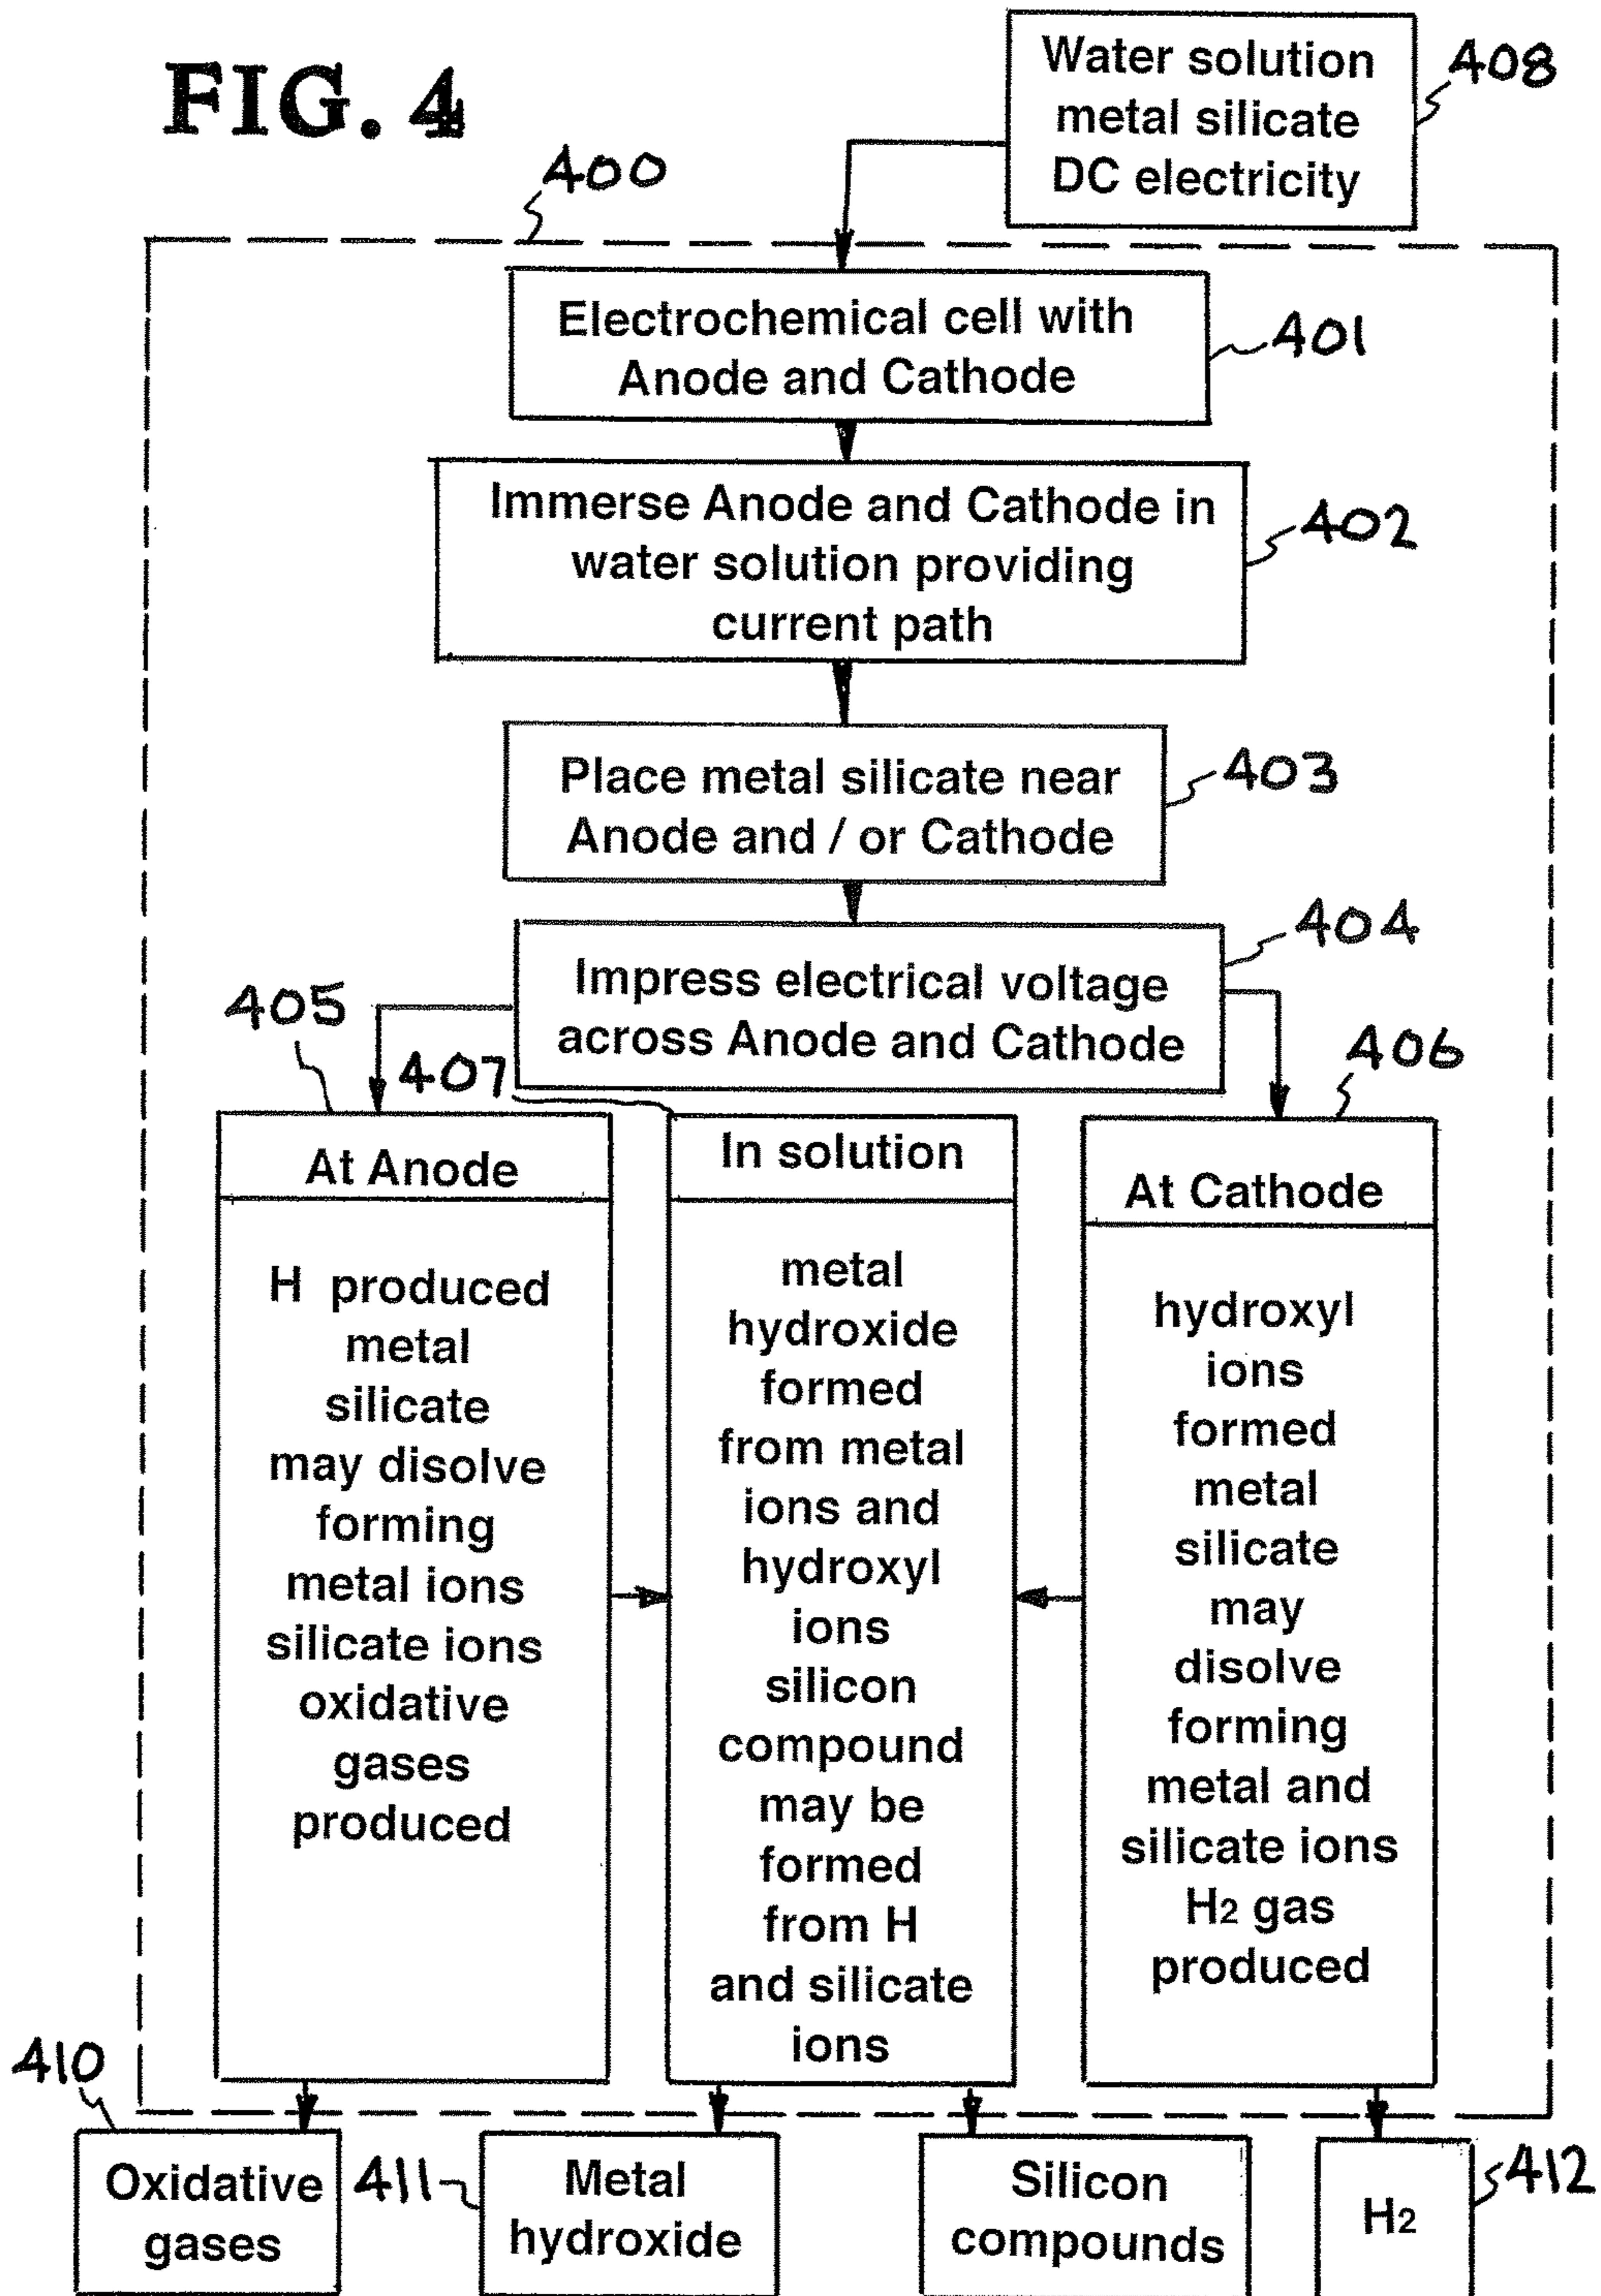 FIG. 4
Water solution
metal silicate
DC electricity
408
400
Electrochemical cell with
Anode and Cathode
401
Immerse Anode and Cathode in
water solution providing
current path
402
Place metal silicate near
Anode and / or Cathode
403
Impress electrical voltage
across Anode and Cathode
404
405
407
406
At Anode
H produced
metal
silicate
may disolve
forming
metal ions
silicate ions
oxidative
gases
produced
In solution
metal
hydroxide
formed
from metal
ions and
hydroxyl
ions
silicon
compound
may be
formed
from H
and silicate
ions
At Cathode
hydroxyl
ions
formed
metal
silicate
may
disolve
forming
metal and
silicate ions
H2 gas
produced
410
Oxidative
gases
411
Metal
hydroxide
Silicon
compounds
H2
412